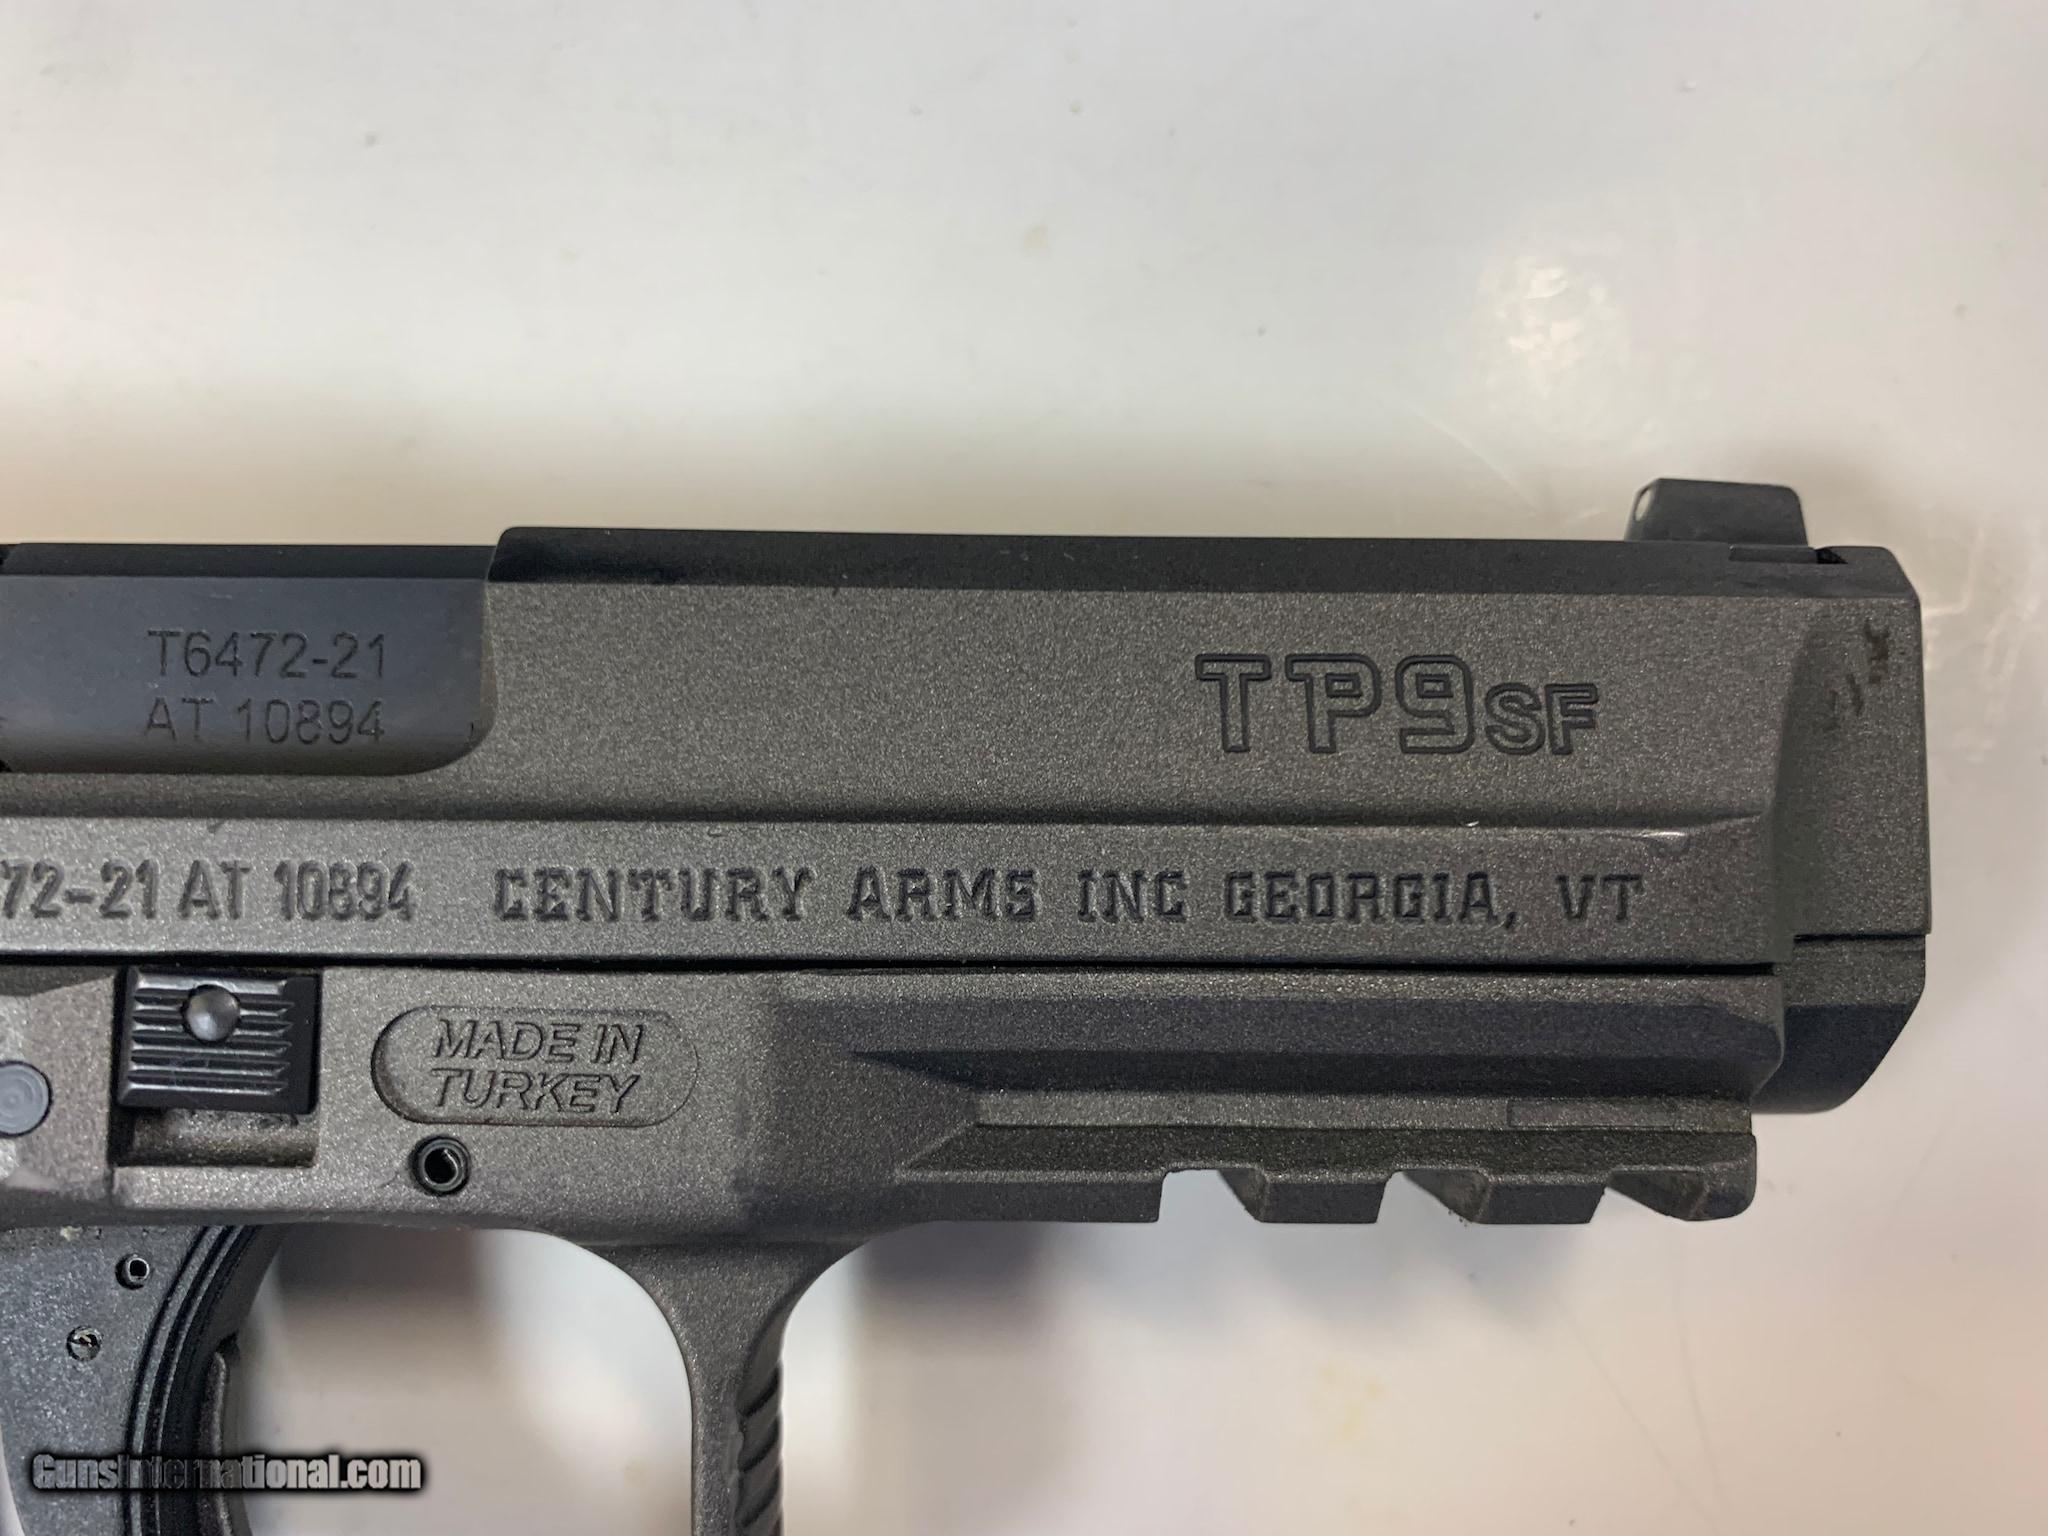 T6472-21
AT 10894
TP9SF
72-21 AT 10894 CENTURY ARMS INC GEORGIA, VT
MADE IN
TURKEY
GunsInternational.com